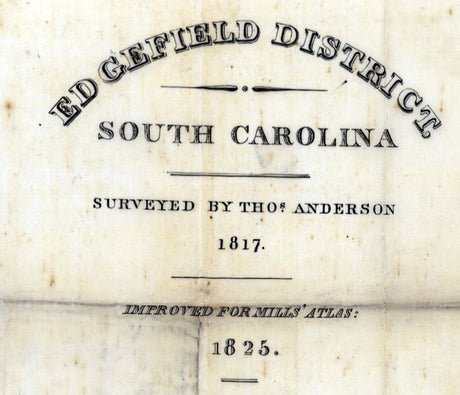 EDGEFIELD DISTRICT,
SOUTH CAROLINA
SURVEYED BY THOS. ANDERSON
1817.
IMPROVED FOR MILLS' ATLAS:
1825.